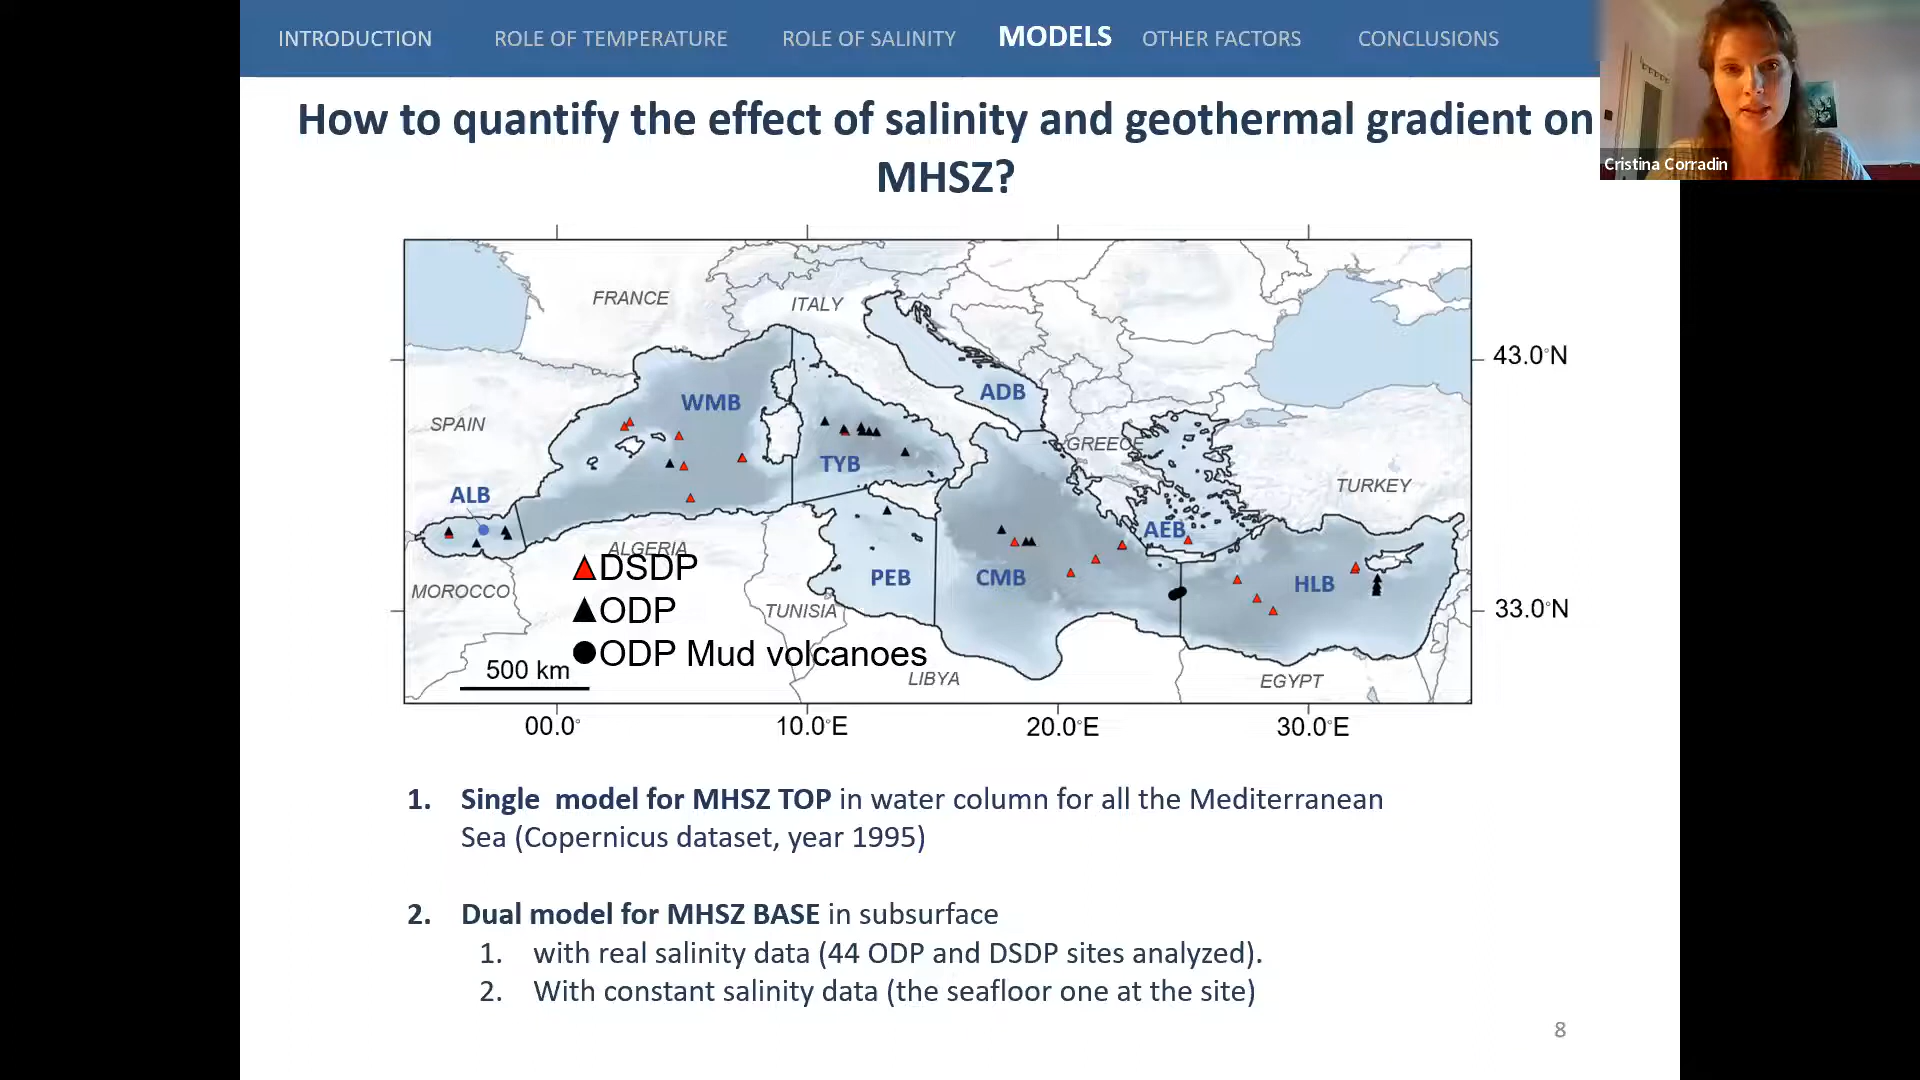 INTRODUCTION ROLE OF TEMPERATURE ROLE OF SALINITY MODELS OTHER FACTORS CONCLUSIONS
How to quantify the effect of salinity and geothermal gradient on
MHSZ?
Cristina Corradin
FRANCE
ITALY
43.0°N
WMB
ADB
SPAIN
GREECE
TYB
TURKEY
ALB
AEB
ALGERIA
DSDP
PEB
CMB
HLB
MOROCCO
ODP
TUNISIA
33.0°N
ODP Mud volcanoes
500 km
LIBYA
EGYPT
00.0° 10.0°E 20.0°E 30.0°E
1. Single model for MHSZ TOP in water column for all the Mediterranean
Sea (Copernicus dataset, year 1995)
2. Dual model for MHSZ BASE in subsurface
1. with real salinity data (44 ODP and DSDP sites analyzed).
2. With constant salinity data (the seafloor one at the site)
8